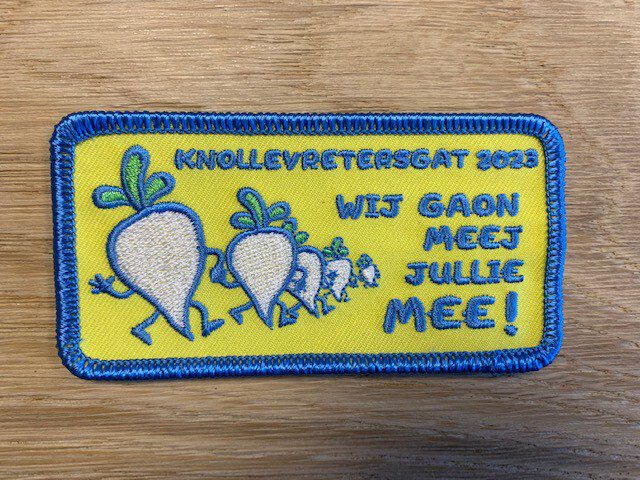 KNOLLEVRETERSGAT 2023
WIJ GAON
MEEJ
JULLIE
MEE!